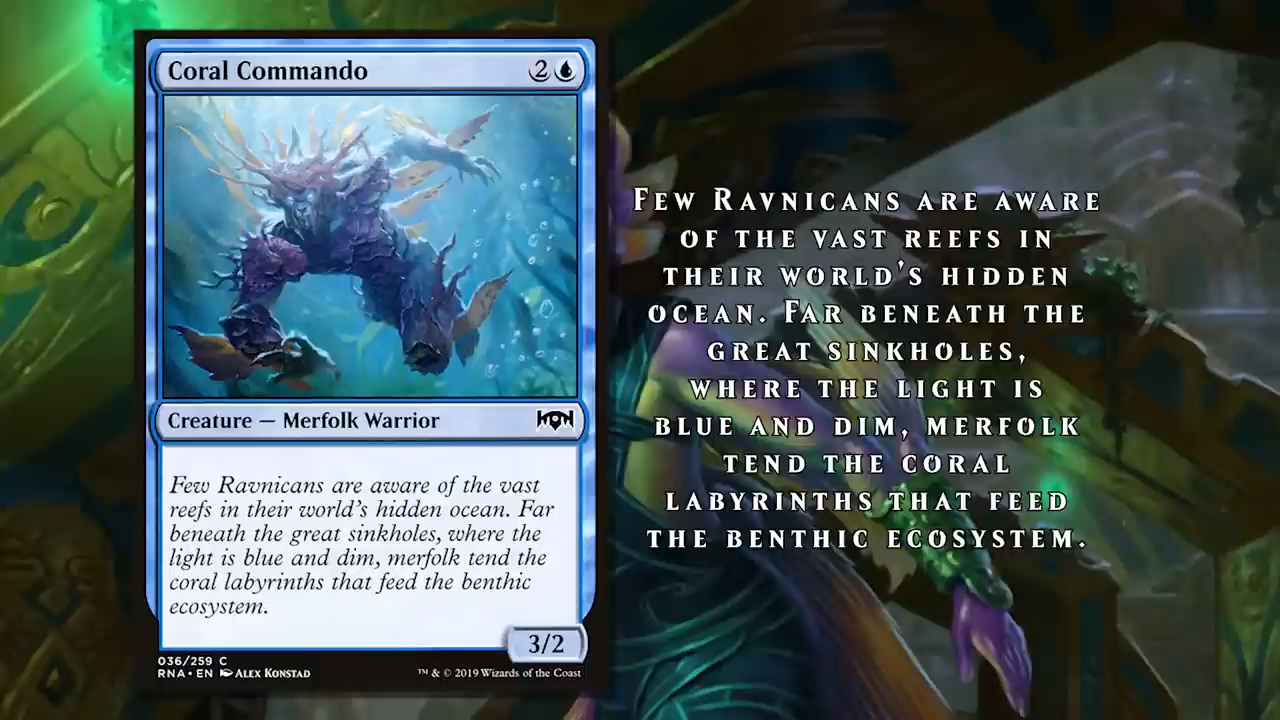 Coral Commando
2
Creature — Merfolk Warrior
Few Ravnicans are aware of the vast
reefs in their world's hidden ocean. Far
beneath the great sinkholes, where the
light is blue and dim, merfolk tend the
coral labyrinths that feed the benthic
ecosystem.
3/2
036/259 C
RNA • EN Alex Konstad
™ & © 2019 Wizards of the Coast
Few Ravnicans are aware
of the vast reefs in
their world's hidden
ocean. Far beneath the
great sinkholes,
where the light is
blue and dim, merfolk
tend the coral
labyrinths that feed
the benthic ecosystem.